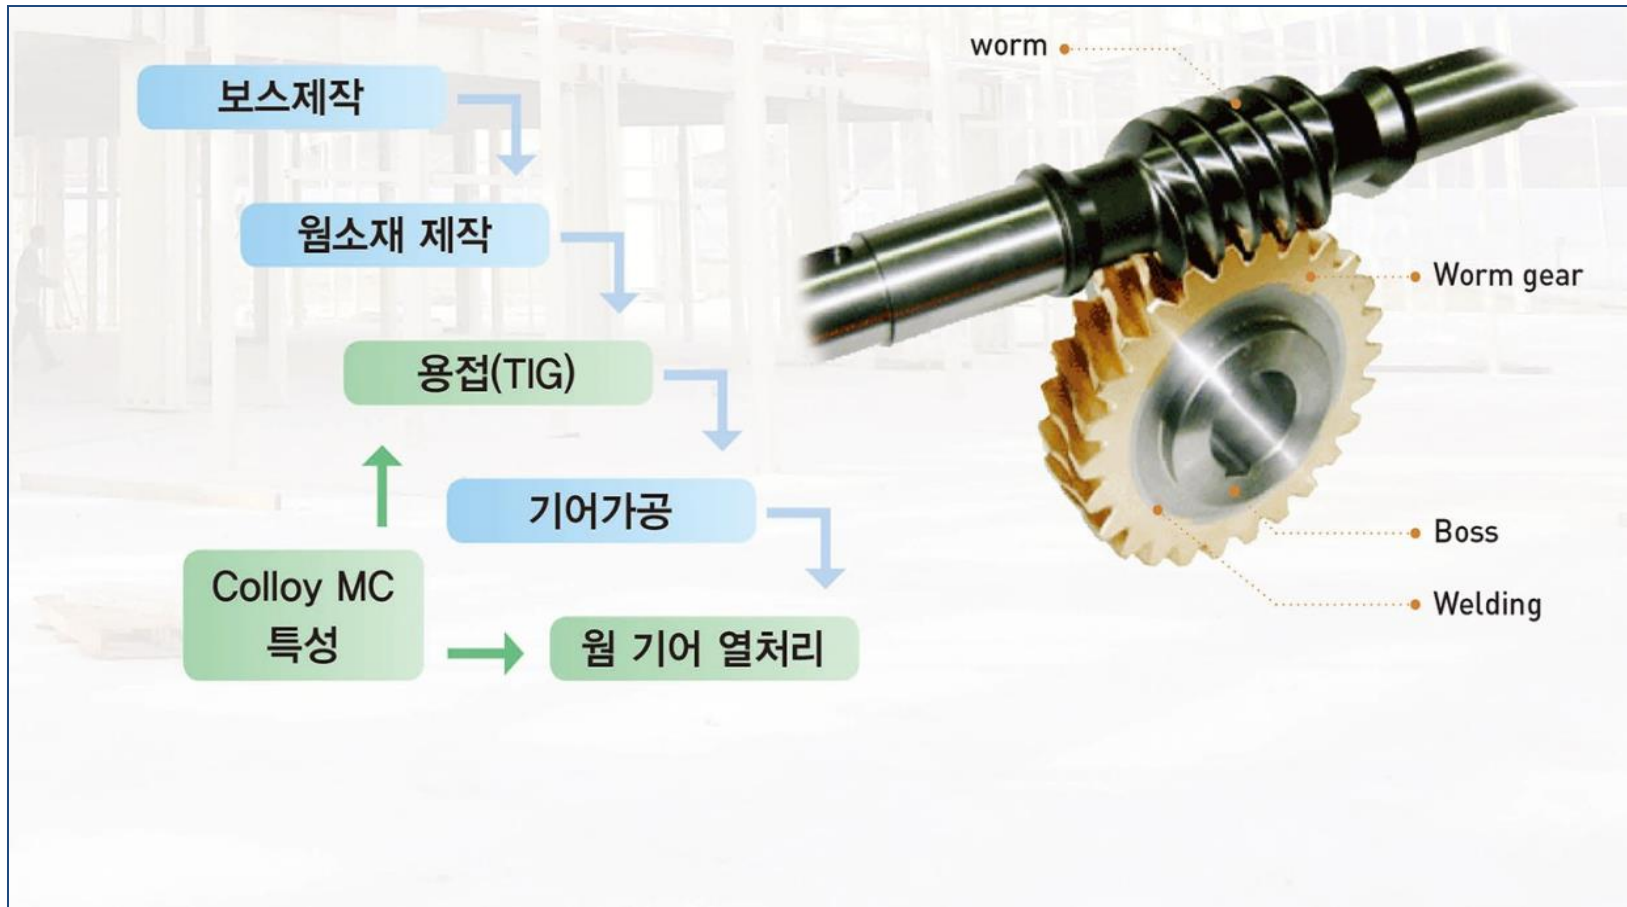 보스제작
웜소재 제작
용접(TIG)
기어가공
Colloy MC
특성
웜 기어 열처리
worm
Worm gear
Boss
Welding